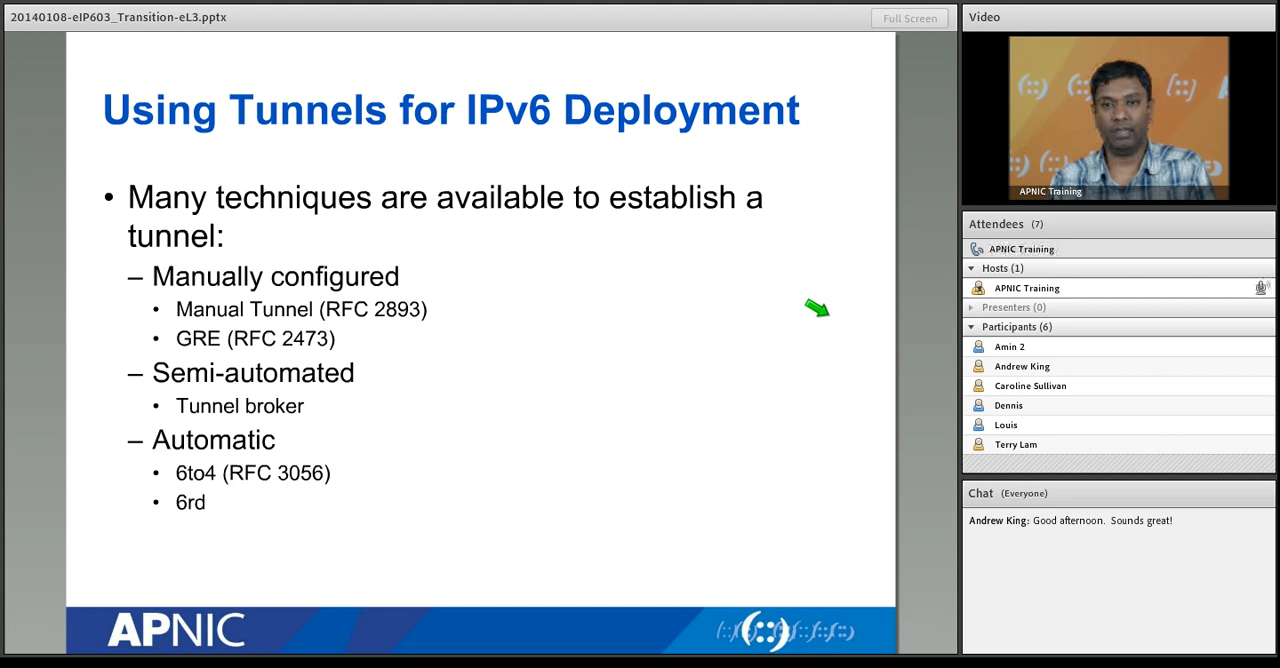 20140108-eIP603_Transition-eL3.pptx
Full Screen
Using Tunnels for IPv6 Deployment
• Many techniques are available to establish a
tunnel:
– Manually configured
• Manual Tunnel (RFC 2893)
• GRE (RFC 2473)
– Semi-automated
• Tunnel broker
– Automatic
• 6to4 (RFC 3056)
• 6rd
APNIC
(::)
Video
APNIC Training
Attendees (7)
APNIC Training
Hosts (1)
APNIC Training
Presenters (0)
Participants (6)
Amin 2
Andrew King
Caroline Sullivan
Dennis
Louis
Terry Lam
Chat (Everyone)
Andrew King: Good afternoon. Sounds great!